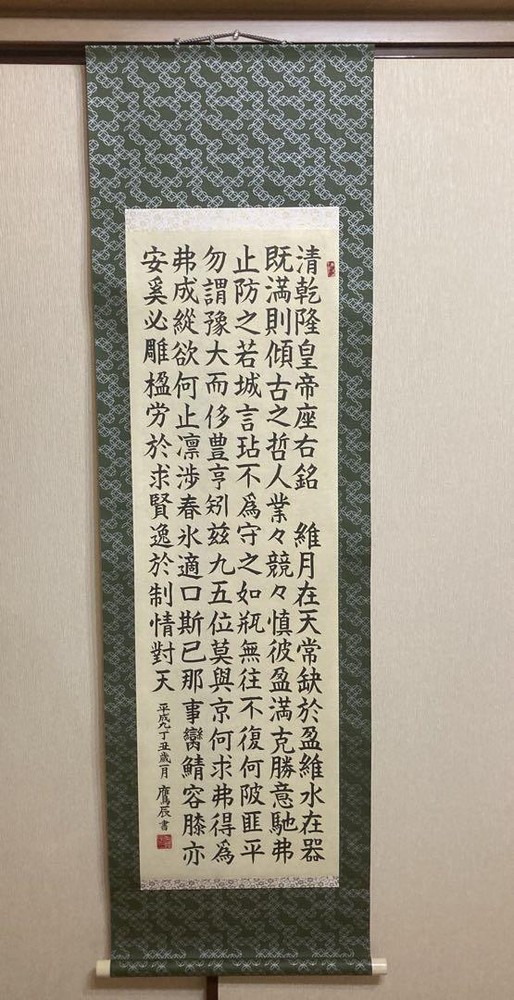 清乾隆皇帝座右銘　維月在天常缺於盈維水在器
既満則傾古之哲人業々競々慎彼盈満克勝意馳弗
止防之若城言玷不為守之如瓶無往不復何陂匪平
勿謂豫大而侈豊亨矧茲九五位莫與京何求弗得為
弗成縱欲何止凛渉春氷適口斯已那事臠鯖容膝亦
安奚必雕楹労於求賢逸於制情對天
平成九丁丑歳一月　鷹辰書